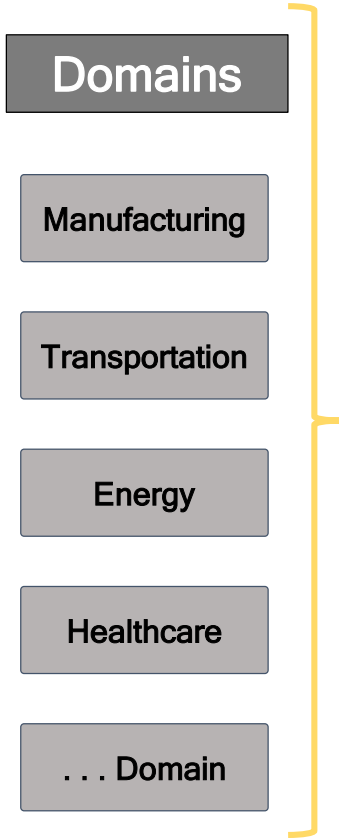 Domains
Manufacturing
Transportation
Energy
Healthcare
. . . Domain